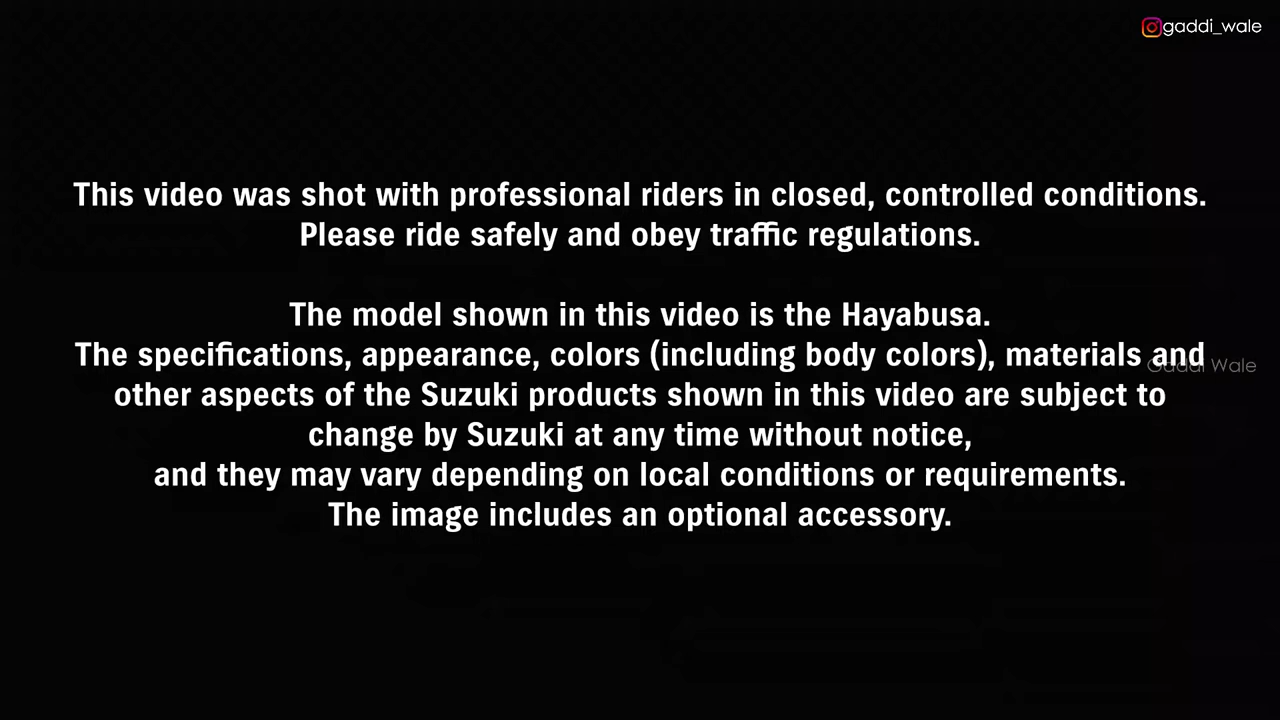 gaddi_wale
This video was shot with professional riders in closed, controlled conditions.
Please ride safely and obey traffic regulations.
The model shown in this video is the Hayabusa.
The specifications, appearance, colors (including body colors), materials and
Gaddi Wale
other aspects of the Suzuki products shown in this video are subject to
change by Suzuki at any time without notice,
and they may vary depending on local conditions or requirements.
The image includes an optional accessory.